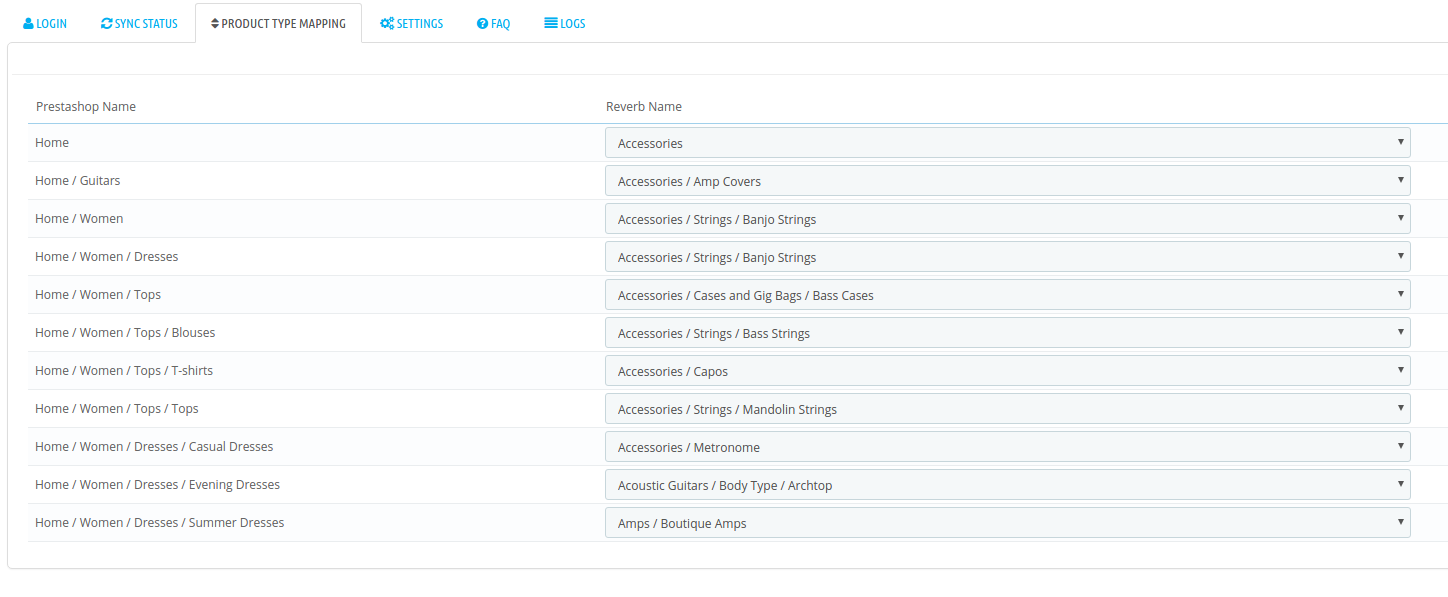 LOGIN SYNC STATUS PRODUCT TYPE MAPPING SETTINGS FAQ LOGS
Prestashop Name Reverb Name
Home Accessories
Home / Guitars Accessories / Amp Covers
Home / Women Accessories / Strings / Banjo Strings
Home / Women / Dresses Accessories / Strings / Banjo Strings
Home / Women / Tops Accessories / Cases and Gig Bags / Bass Cases
Home / Women / Tops / Blouses Accessories / Strings / Bass Strings
Home / Women / Tops / T-shirts Accessories / Capos
Home / Women / Tops / Tops Accessories / Strings / Mandolin Strings
Home / Women / Dresses / Casual Dresses Accessories / Metronome
Home / Women / Dresses / Evening Dresses Acoustic Guitars / Body Type / Archtop
Home / Women / Dresses / Summer Dresses Amps / Boutique Amps